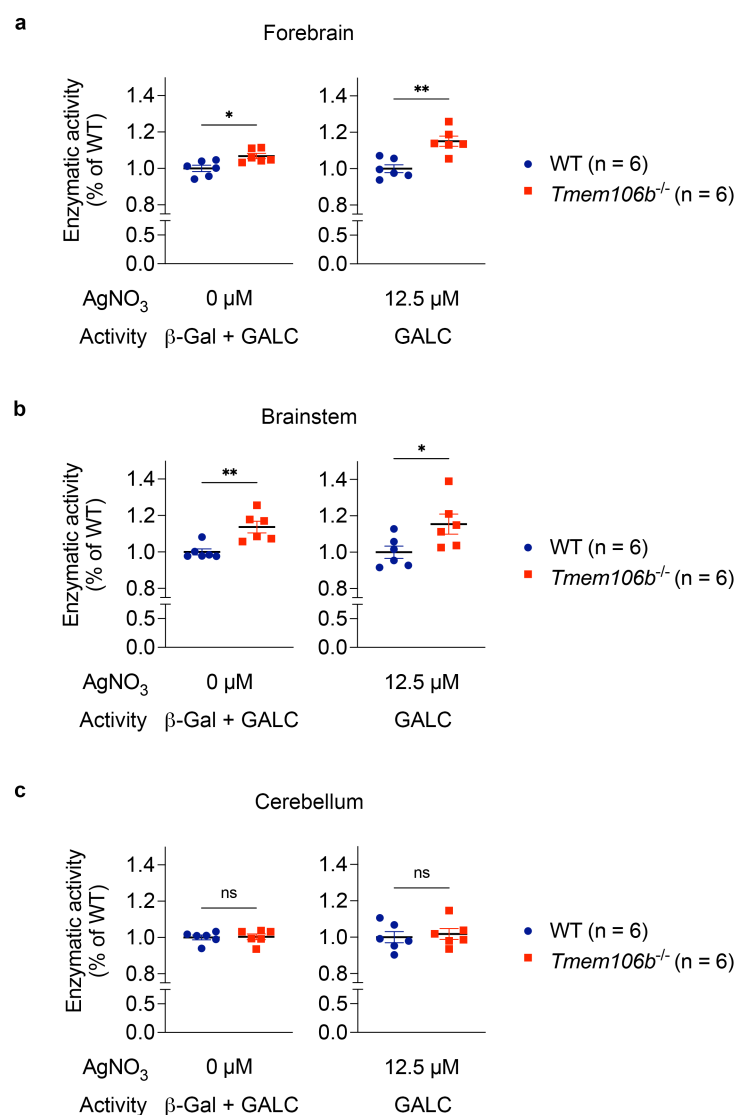 a
Forebrain
Enzymatic activity
(% of WT)
1.4
1.2
1.0
0.8
0.5
0.0
*
1.4
1.2
1.0
0.8
0.5
0.0
**
WT (n = 6)
Tmem106b-/- (n = 6)
AgNO3 0 µM 12.5 µM
Activity β-Gal + GALC GALC
b
Brainstem
Enzymatic activity
(% of WT)
1.4
1.2
1.0
0.8
0.5
0.0
**
1.4
1.2
1.0
0.8
0.5
0.0
*
WT (n = 6)
Tmem106b-/- (n = 6)
AgNO3 0 µM 12.5 µM
Activity β-Gal + GALC GALC
c
Cerebellum
Enzymatic activity
(% of WT)
1.4
1.2
1.0
0.8
0.5
0.0
ns
1.4
1.2
1.0
0.8
0.5
0.0
ns
WT (n = 6)
Tmem106b-/- (n = 6)
AgNO3 0 µM 12.5 µM
Activity β-Gal + GALC GALC